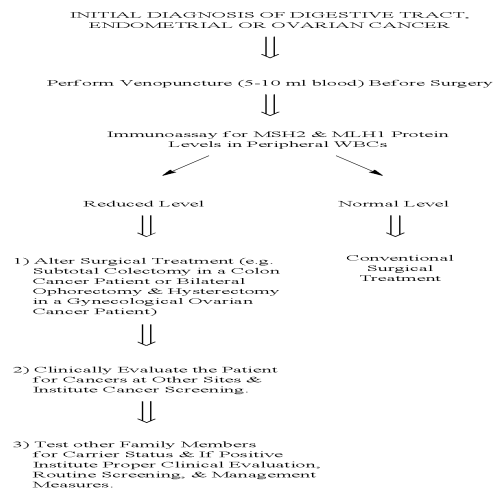 INITIAL DIAGNOSIS OF DIGESTIVE TRACT,
ENDOMETRIAL OR OVARIAN CANCER
Perform Venopuncture (5-10 ml blood) Before Surgery
Immunoassay for MSH2 & MLH1 Protein
Levels in Peripheral WBCs
Reduced Level
Normal Level
1) Alter Surgical Treatment (e.g.
Subtotal Colectomy in a Colon
Cancer Patient or Bilateral
Ophorectomy & Hysterectomy
in a Gynecological Ovarian
Cancer Patient)
Conventional
Surgical
Treatment
2) Clinically Evaluate the Patient
for Cancers at Other Sites &
Institute Cancer Screening.
3) Test other Family Members
for Carrier Status & If Positive
Institute Proper Clinical Evaluation,
Routine Screening, & Management
Measures.